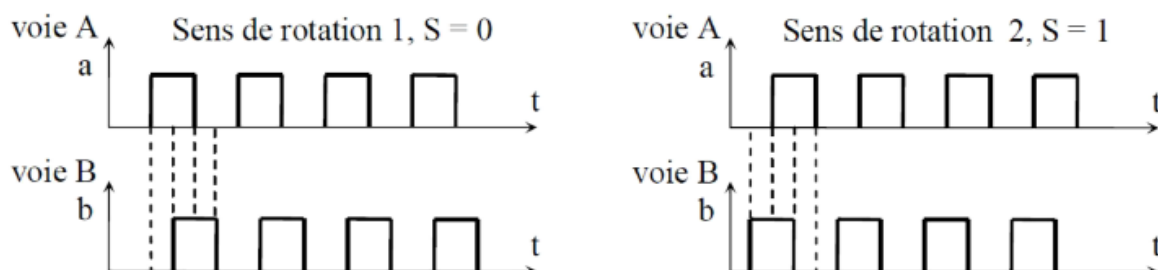 voie A
Sens de rotation 1, S = 0
a
t
voie B
b
t
voie A
Sens de rotation 2, S = 1
a
t
voie B
b
t